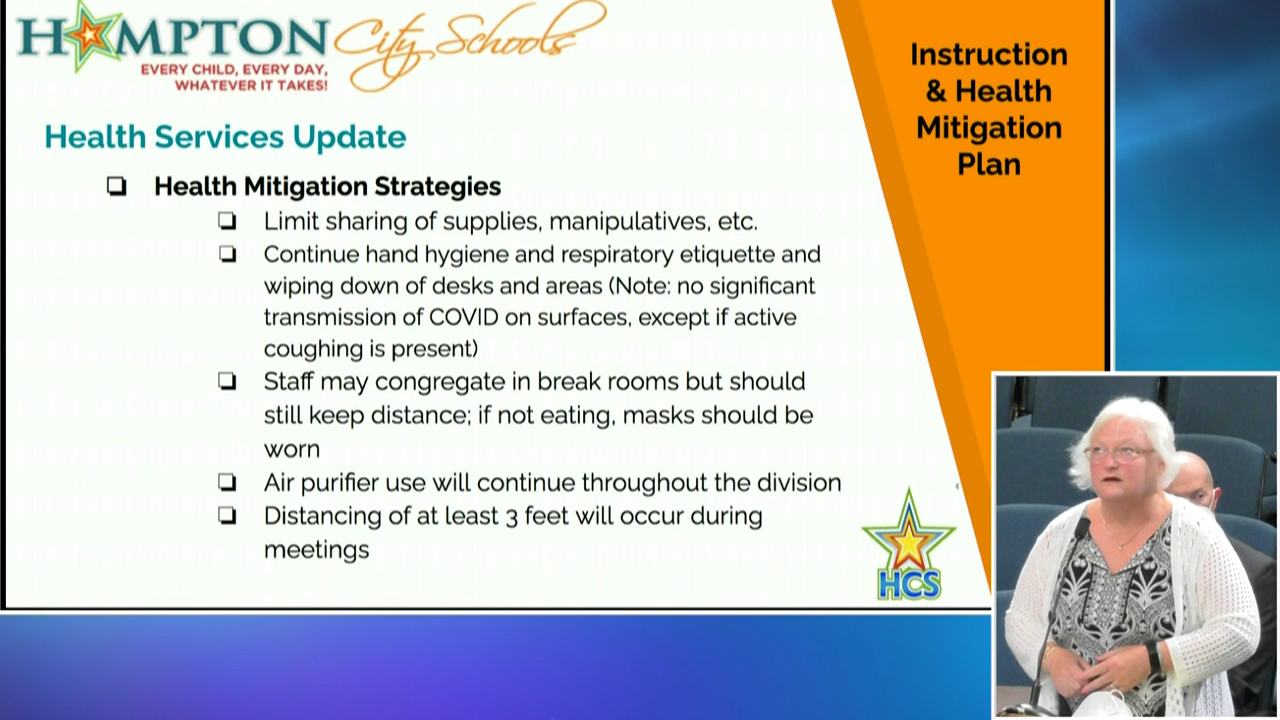 HAMPTON City Schools
EVERY CHILD, EVERY DAY,
WHATEVER IT TAKES!
Instruction
& Health
Mitigation
Plan
Health Services Update
Health Mitigation Strategies
Limit sharing of supplies, manipulatives, etc.
Continue hand hygiene and respiratory etiquette and
wiping down of desks and areas (Note: no significant
transmission of COVID on surfaces, except if active
coughing is present)
Staff may congregate in break rooms but should
still keep distance; if not eating, masks should be
worn
Air purifier use will continue throughout the division
Distancing of at least 3 feet will occur during
meetings
HCS